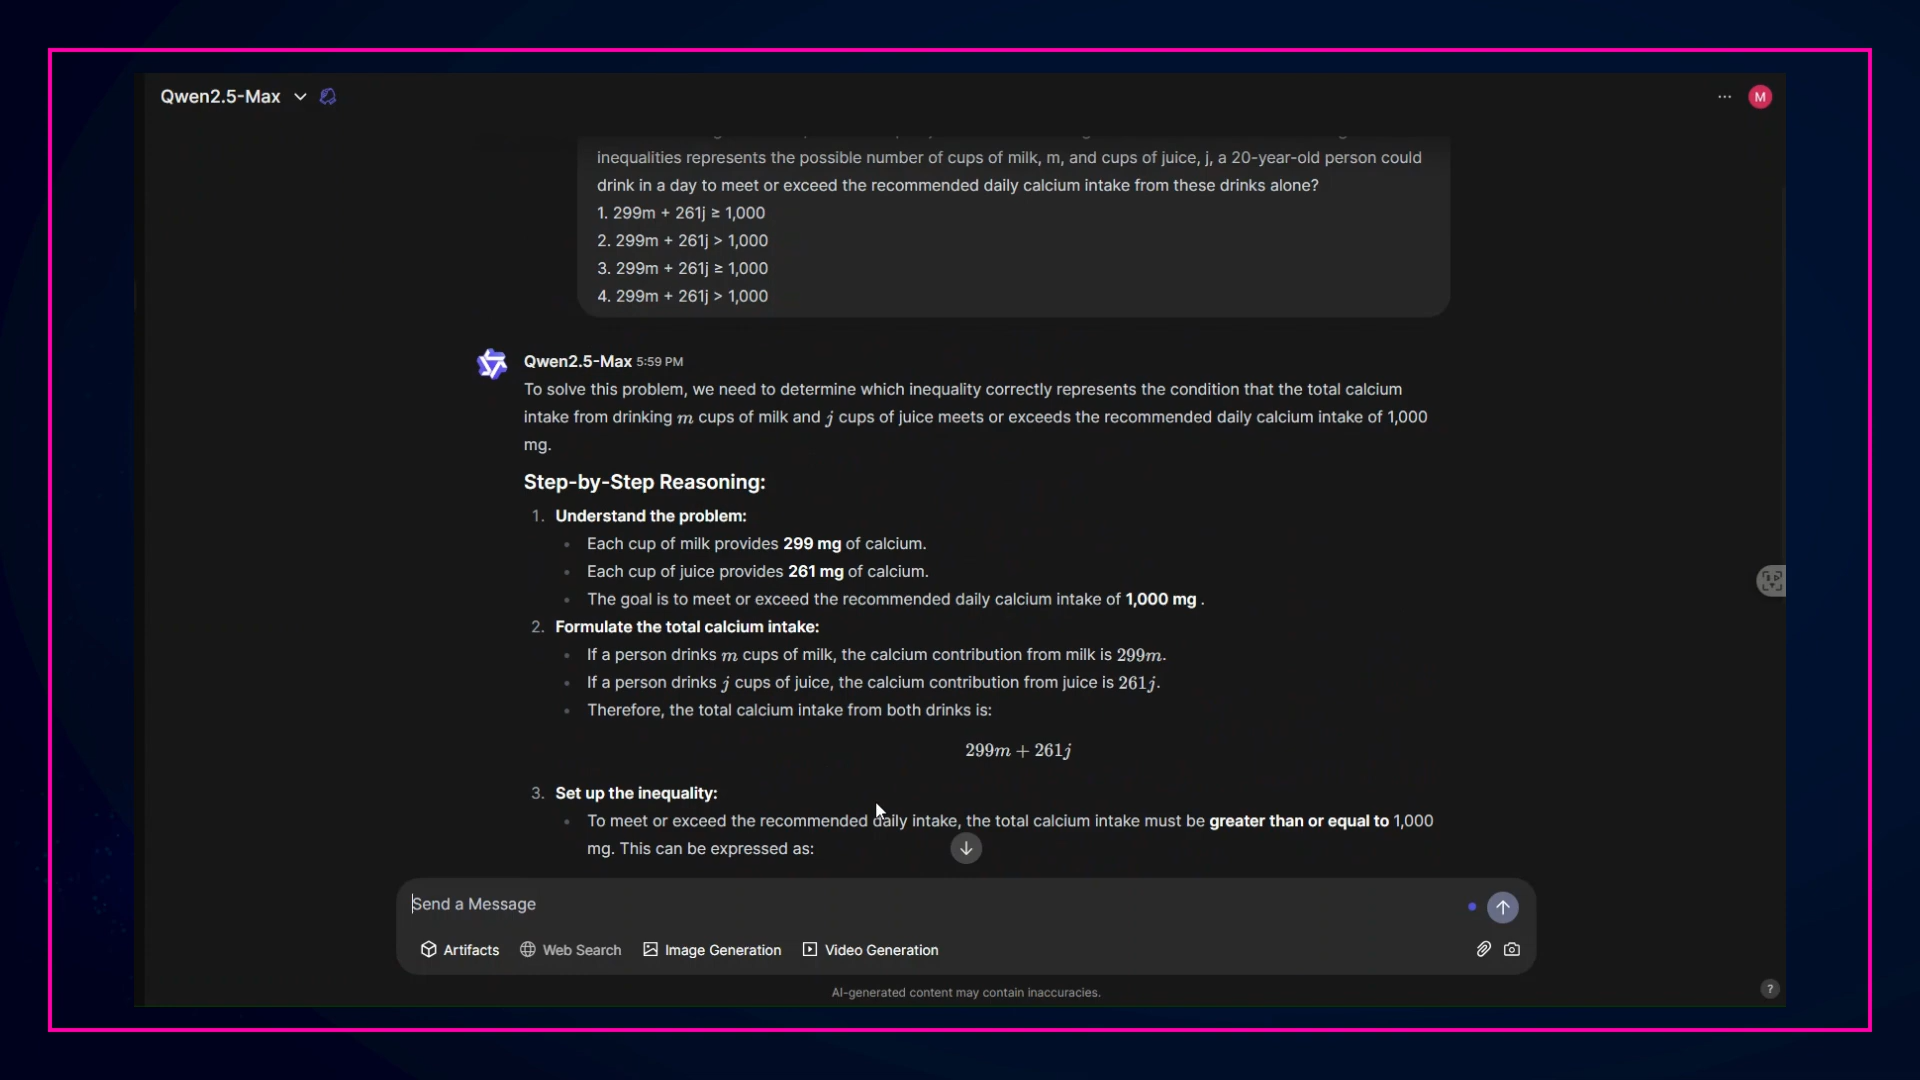 Qwen2.5-Max
M
inequalities represents the possible number of cups of milk, m, and cups of juice, j, a 20-year-old person could
drink in a day to meet or exceed the recommended daily calcium intake from these drinks alone?
1. 299m + 261j ≥ 1,000
2. 299m + 261j > 1,000
3. 299m + 261j ≥ 1,000
4. 299m + 261j > 1,000
Qwen2.5-Max 5:59 PM
To solve this problem, we need to determine which inequality correctly represents the condition that the total calcium
intake from drinking m cups of milk and j cups of juice meets or exceeds the recommended daily calcium intake of 1,000
mg.
Step-by-Step Reasoning:
1. Understand the problem:
• Each cup of milk provides 299 mg of calcium.
• Each cup of juice provides 261 mg of calcium.
• The goal is to meet or exceed the recommended daily calcium intake of 1,000 mg .
2. Formulate the total calcium intake:
• If a person drinks m cups of milk, the calcium contribution from milk is 299m.
• If a person drinks j cups of juice, the calcium contribution from juice is 261j.
• Therefore, the total calcium intake from both drinks is:
299m + 261j
3. Set up the inequality:
• To meet or exceed the recommended daily intake, the total calcium intake must be greater than or equal to 1,000
mg. This can be expressed as:
Send a Message
Artifacts Web Search Image Generation Video Generation
AI-generated content may contain inaccuracies.
?